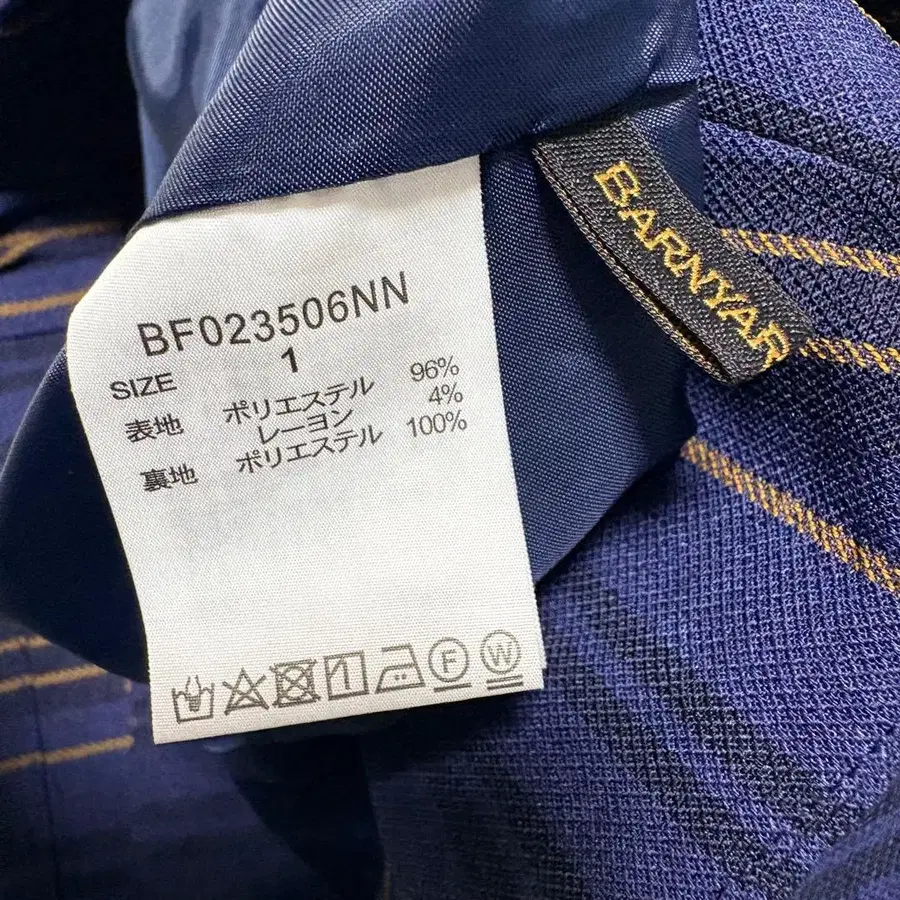 BF023506NN
SIZE 1
表地 ポリエステル 96%
レーヨン 4%
裏地 ポリエステル 100%
F W
BARNYAR